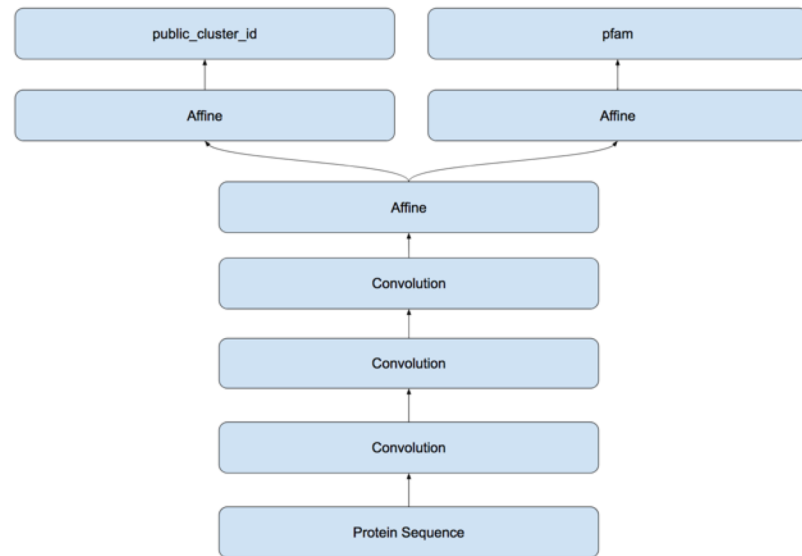 public_cluster_id
pfam
Affine
Affine
Affine
Convolution
Convolution
Convolution
Protein Sequence